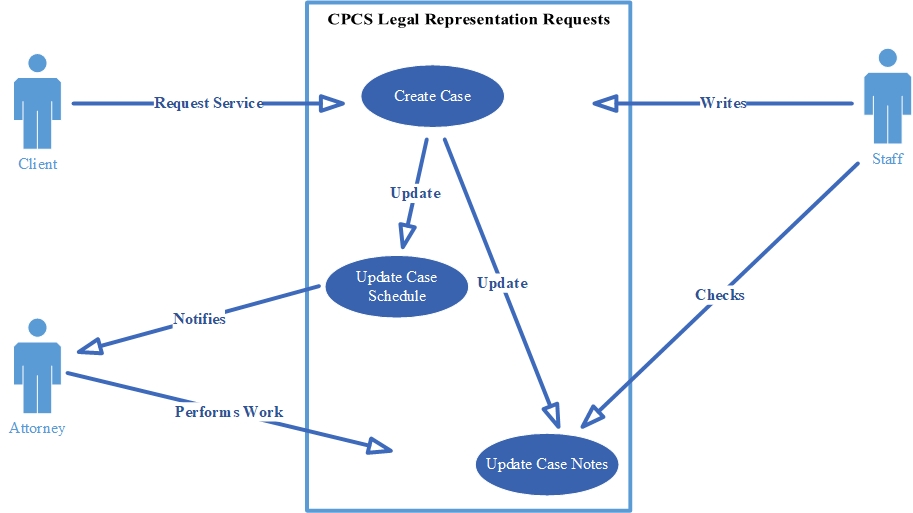 CPCS Legal Representation Requests
Client
Request Service
Create Case
Writes
Staff
Update
Update Case
Schedule
Update
Checks
Notifies
Attorney
Performs Work
Update Case Notes